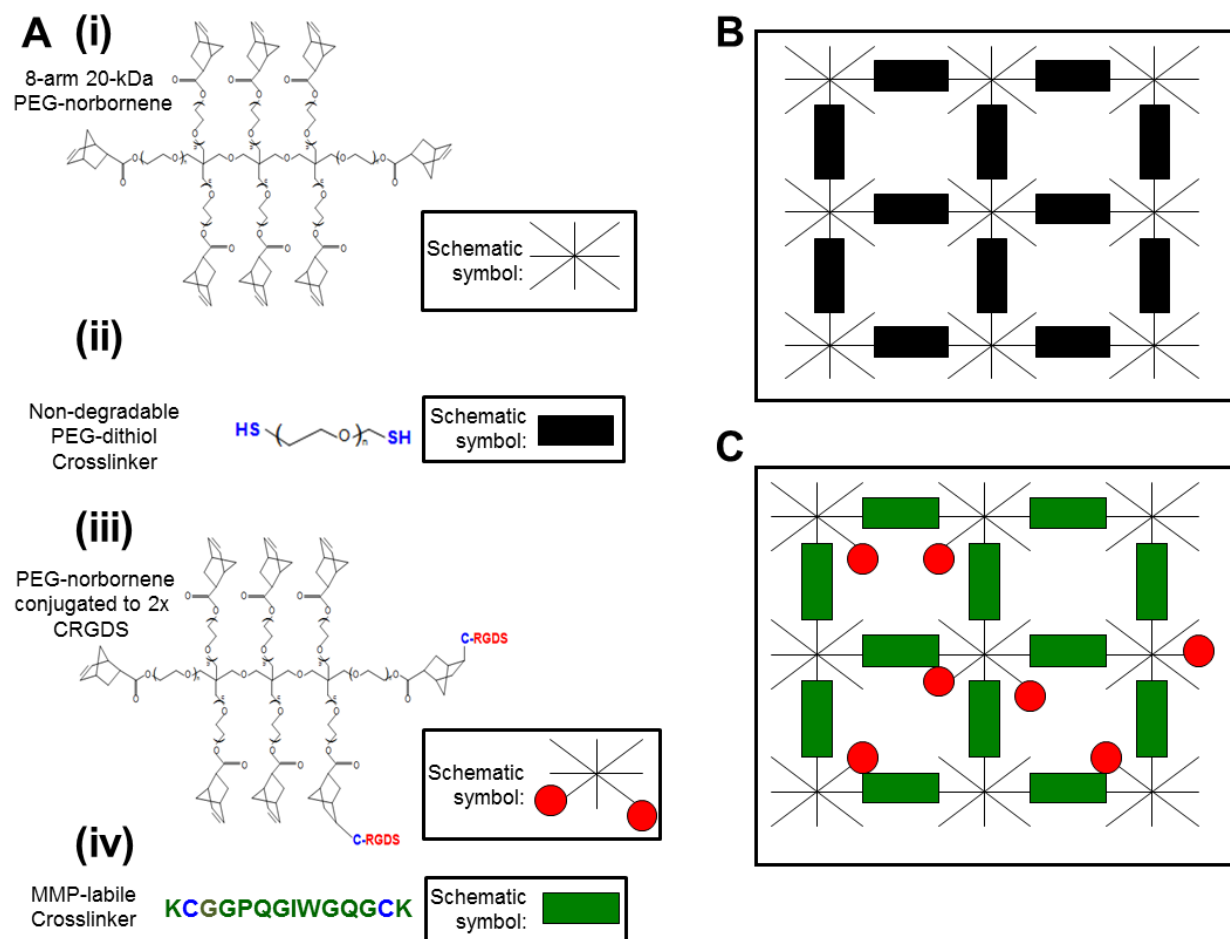 A
(i)
8-arm 20-kDa
PEG-norbornene
Schematic
symbol:
(ii)
Non-degradable
PEG-dithiol
Crosslinker
HS
O
n
SH
Schematic
symbol:
(iii)
PEG-norbornene
conjugated to 2x
CRGDS
C-RGDS
C-RGDS
Schematic
symbol:
(iv)
MMP-labile
Crosslinker
KCGGPQGIWGQGCK
Schematic
symbol:
B
C